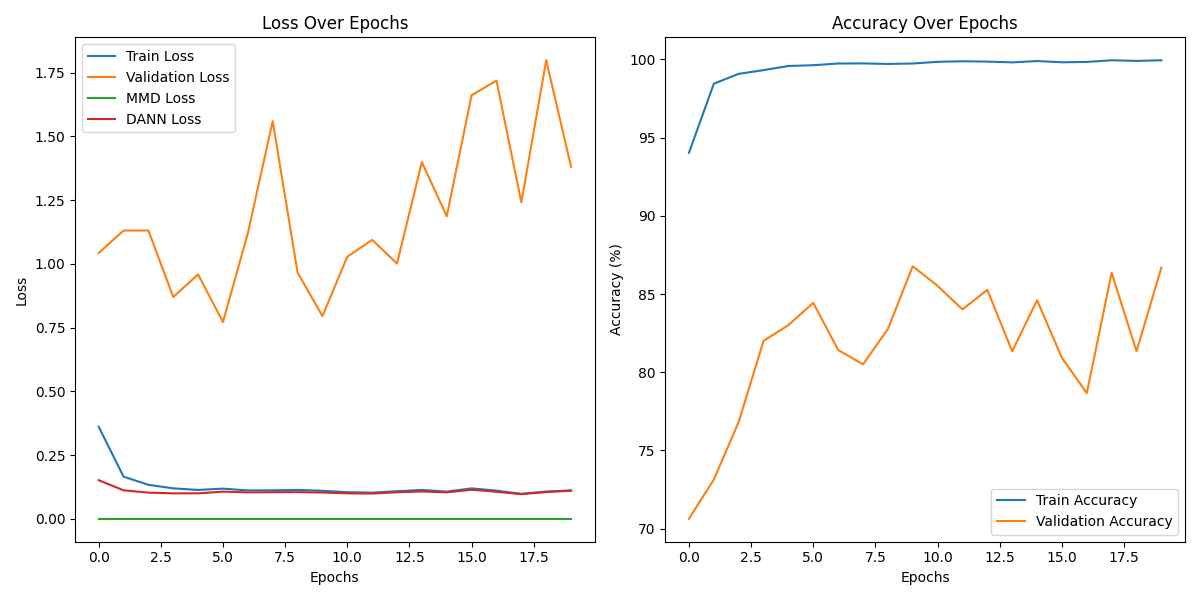 Loss Over Epochs
Train Loss
Validation Loss
MMD Loss
DANN Loss
1.75
1.50
1.25
1.00
0.75
0.50
0.25
0.00
Loss
0.0 2.5 5.0 7.5 10.0 12.5 15.0 17.5
Epochs
Accuracy Over Epochs
100
95
90
85
80
75
70
Accuracy (%)
Train Accuracy
Validation Accuracy
0.0 2.5 5.0 7.5 10.0 12.5 15.0 17.5
Epochs